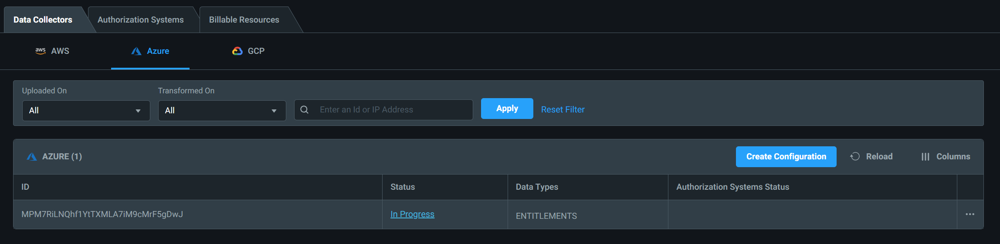 Data Collectors Authorization Systems Billable Resources
aws AWS Azure GCP
Uploaded On Transformed On
All All Enter an Id or IP Address Apply Reset Filter
AZURE (1) Create Configuration Reload Columns
ID Status Data Types Authorization Systems Status
MPM7RiLNQhf1YtTXMLA7iM9cMrF5gDwJ In Progress ENTITLEMENTS